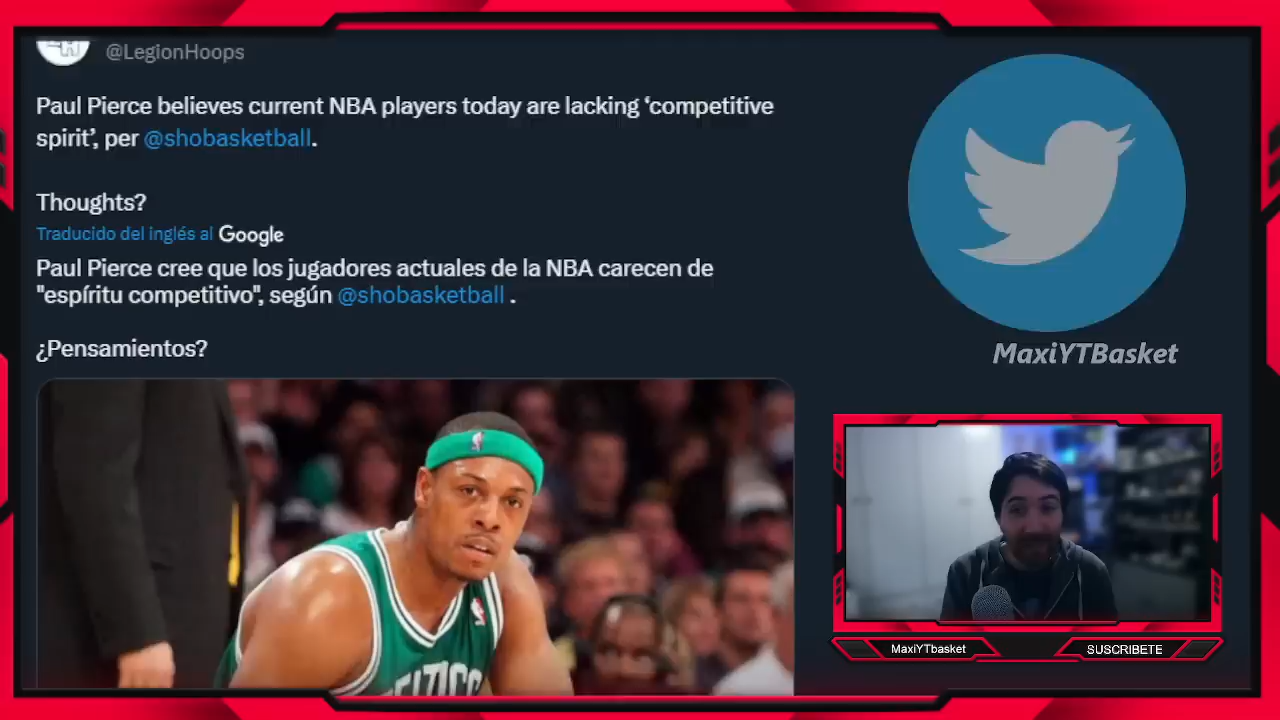 @LegionHoops
Paul Pierce believes current NBA players today are lacking ‘competitive
spirit’, per @shobasketball.
Thoughts?
Traducido del inglés al Google
Paul Pierce cree que los jugadores actuales de la NBA carecen de
"espíritu competitivo", según @shobasketball .
¿Pensamientos?
MaxiYTBasket
CELTICS
MaxiYTbasket
SUSCRIBETE